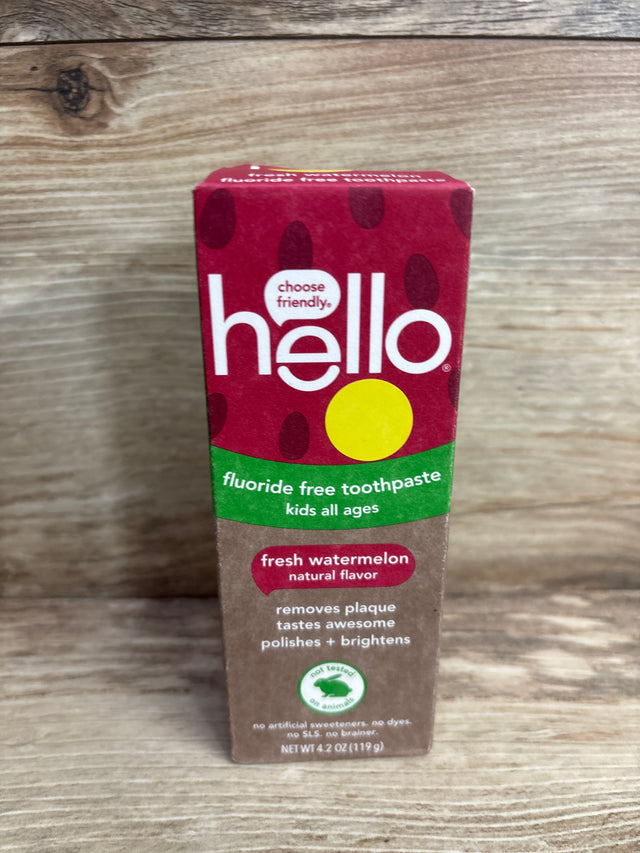 fresh watermelon
fluoride free toothpaste
choose
friendly.
hello®
fluoride free toothpaste
kids all ages
fresh watermelon
natural flavor
removes plaque
tastes awesome
polishes + brightens
not tested
on animals
no artificial sweeteners. no dyes.
no SLS. no brainer.
NET WT 4.2 OZ (119 g)